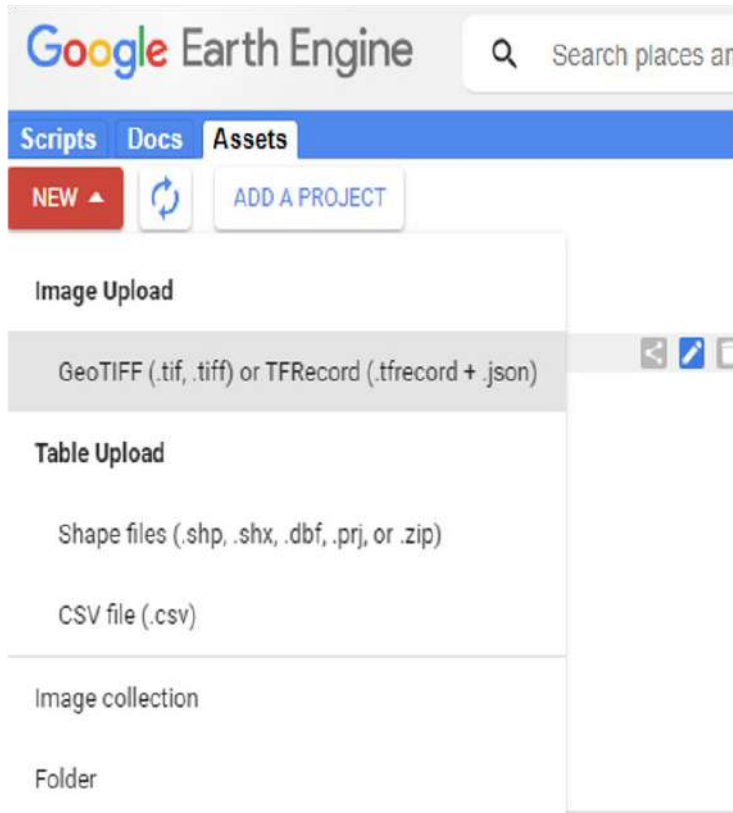 Google Earth Engine
Search places
Scripts Docs Assets
NEW ADD A PROJECT
Image Upload
GeoTIFF (.tif, .tiff) or TFRecord (.tfrecord + .json)
Table Upload
Shape files (.shp, .shx, .dbf, .prj, or .zip)
CSV file (.csv)
Image collection
Folder